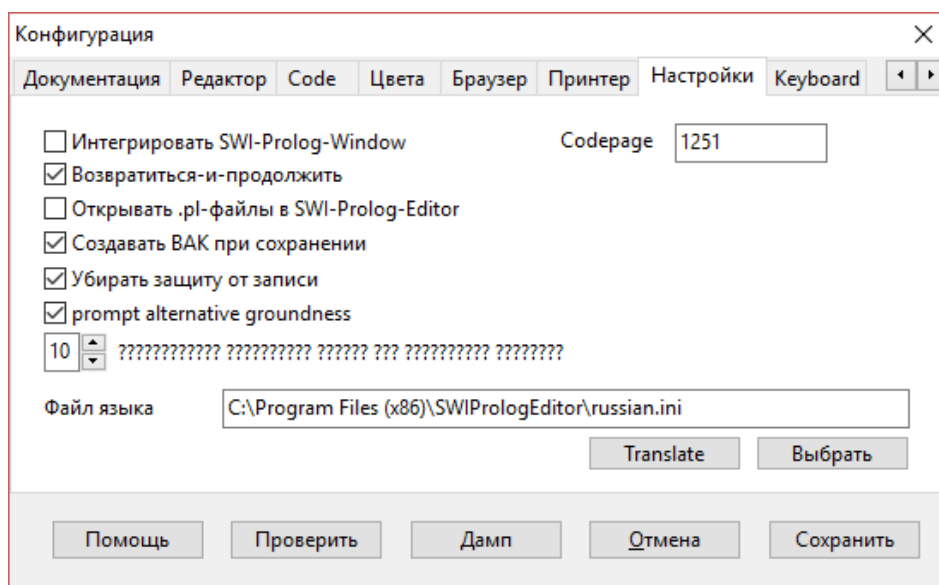 Конфигурация
Документация Редактор Code Цвета Браузер Принтер Настройки Keyboard
Интегрировать SWI-Prolog-Window Codepage 1251
Возвратиться-и-продолжить
Открывать .pl-файлы в SWI-Prolog-Editor
Создавать BAK при сохранении
Убирать защиту от записи
prompt alternative groundness
10 ???????????? ?????????? ?????? ??? ?????????? ????????
Файл языка C:\Program Files (x86)\SWIPrologEditor\russian.ini
Translate Выбрать
Помощь Проверить Дамп Отмена Сохранить